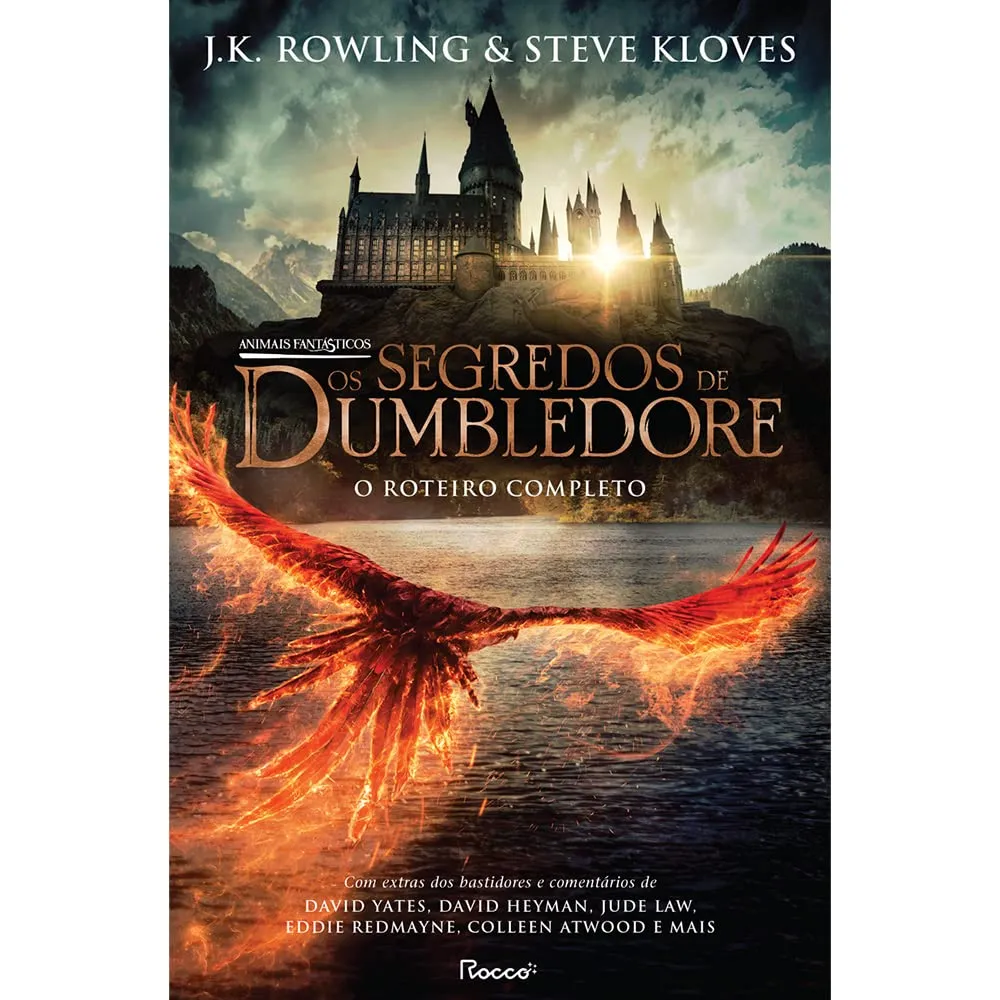 J.K. ROWLING & STEVE KLOVES
ANIMAIS FANTÁSTICOS
OS SEGREDOS DE
DUMBLEDORE
O ROTEIRO COMPLETO
Com extras dos bastidores e comentários de
DAVID YATES, DAVID HEYMAN, JUDE LAW,
EDDIE REDMAYNE, COLLEEN ATWOOD E MAIS
Rocco